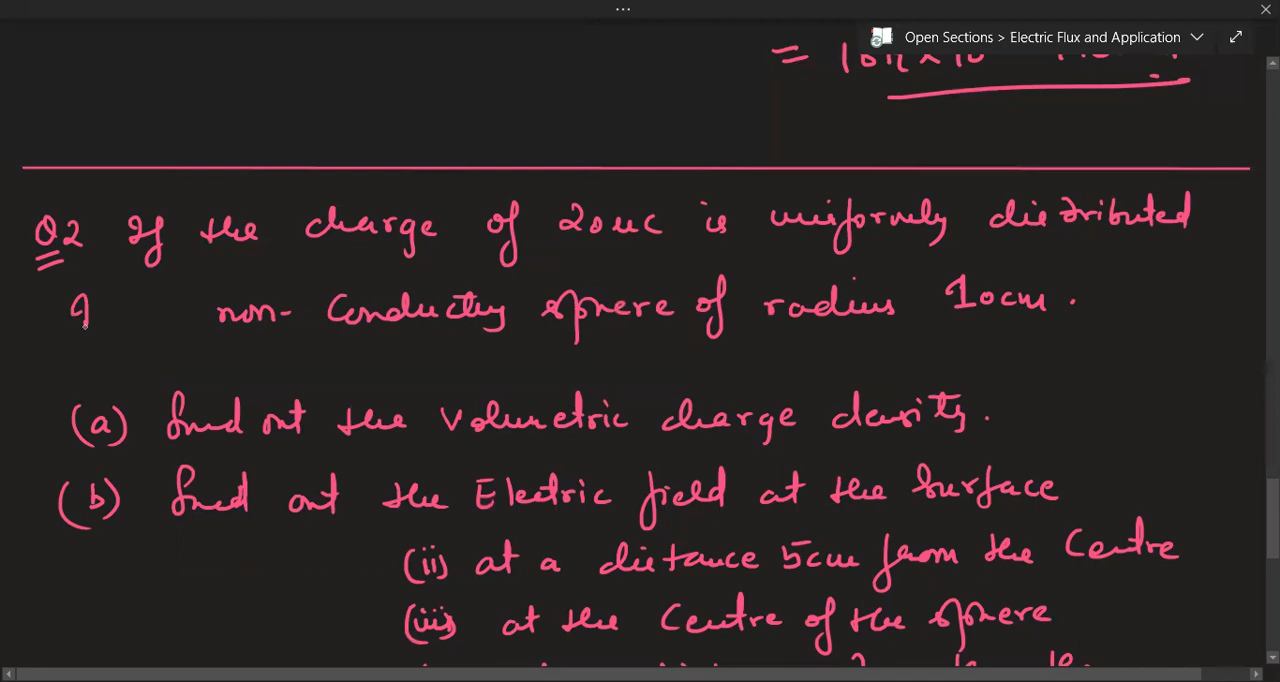 ...
Open Sections > Electric Flux and Application
Q2 If the charge of 20uc is uniformly distributed
non- Conducting sphere of radius 10cm.
(a) find out the volumetric charge density.
(b) find out the Electric field at the Surface
(ii) at a distance 5cm from the Centre
(iii) at the Centre of the sphere